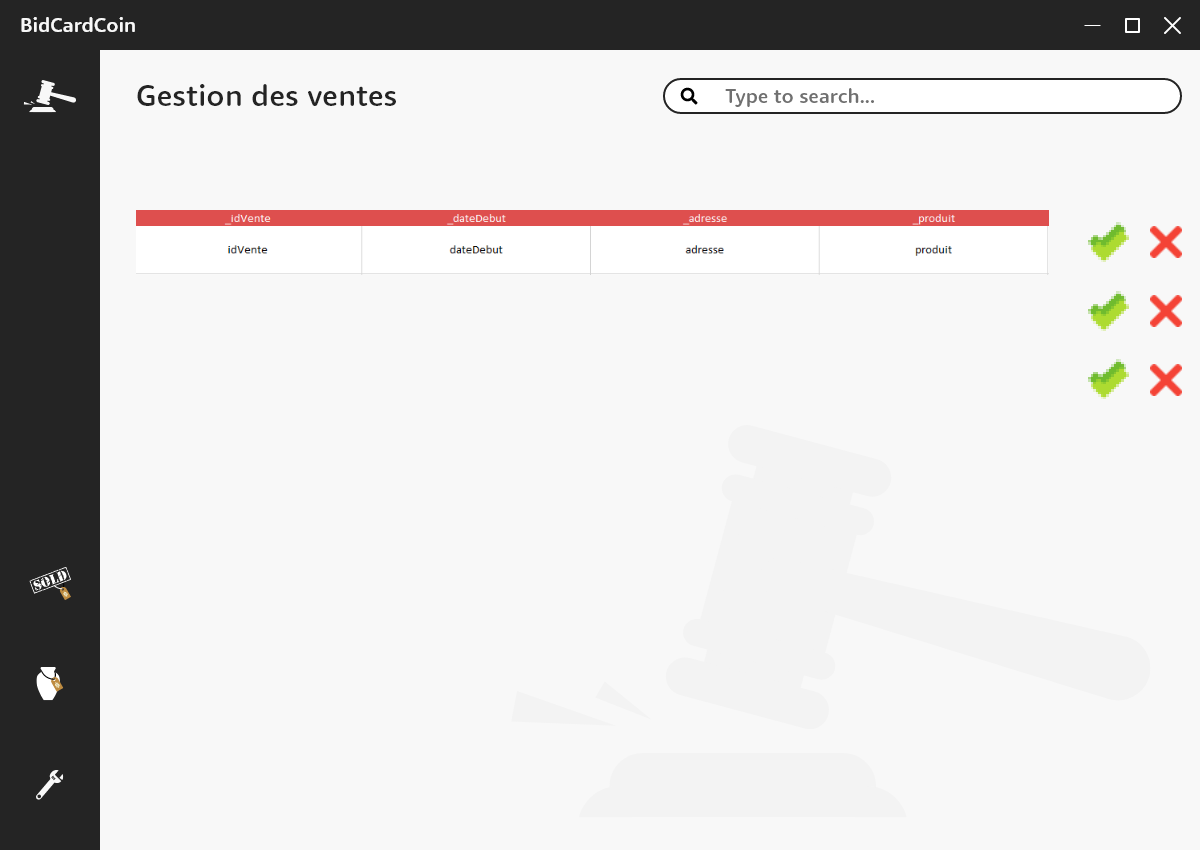 BidCardCoin
Gestion des ventes
Type to search...
_idVente _dateDebut _adresse _produit
idVente dateDebut adresse produit
SOLD